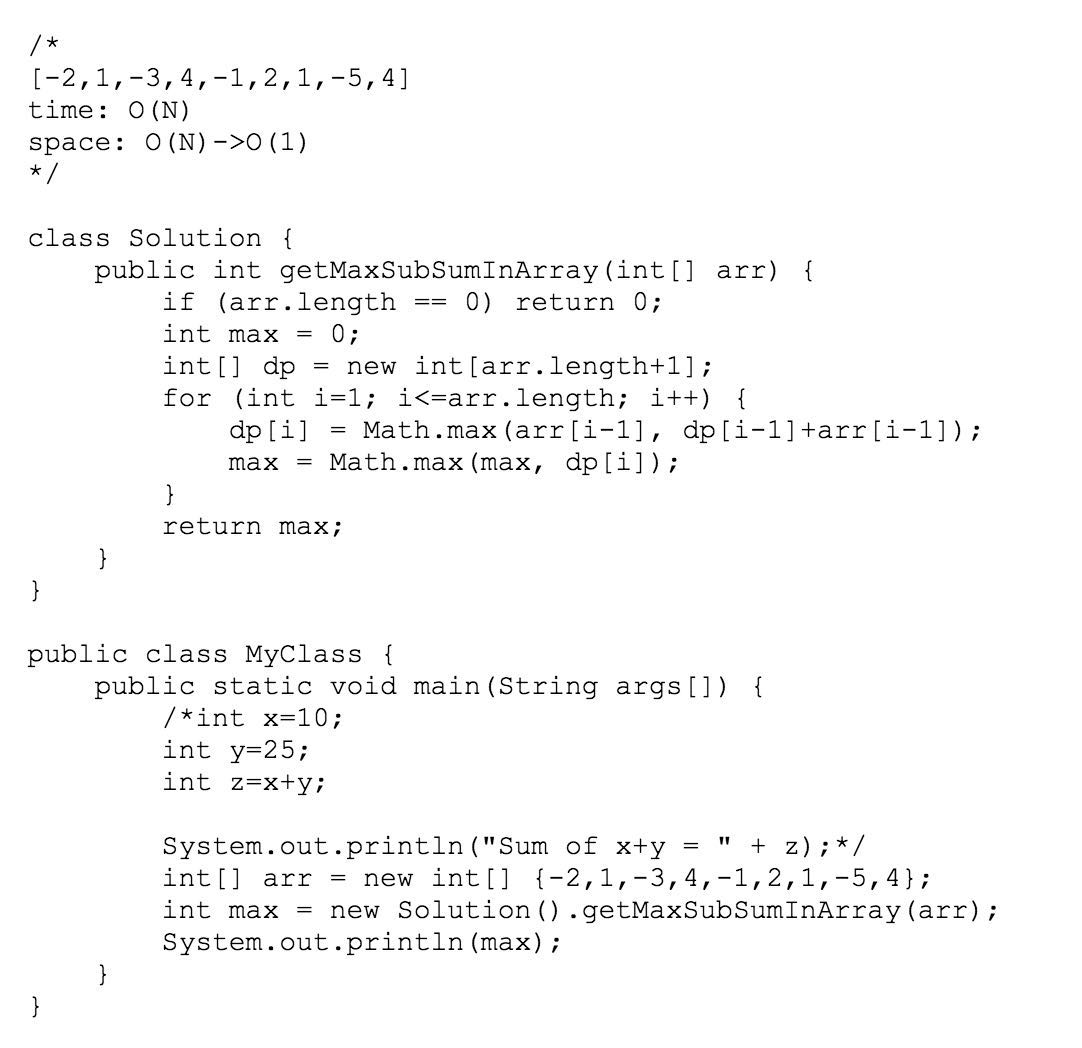 /*
[-2,1,-3,4,-1,2,1,-5,4]
time: O(N)
space: O(N)->O(1)
*/

class Solution {
    public int getMaxSubSumInArray(int[] arr) {
        if (arr.length == 0) return 0;
        int max = 0;
        int[] dp = new int[arr.length+1];
        for (int i=1; i<=arr.length; i++) {
            dp[i] = Math.max(arr[i-1], dp[i-1]+arr[i-1]);
            max = Math.max(max, dp[i]);
        }
        return max;
    }
}

public class MyClass {
    public static void main(String args[]) {
        /*int x=10;
        int y=25;
        int z=x+y;

        System.out.println("Sum of x+y = " + z);*/
        int[] arr = new int[] {-2,1,-3,4,-1,2,1,-5,4};
        int max = new Solution().getMaxSubSumInArray(arr);
        System.out.println(max);
    }
}